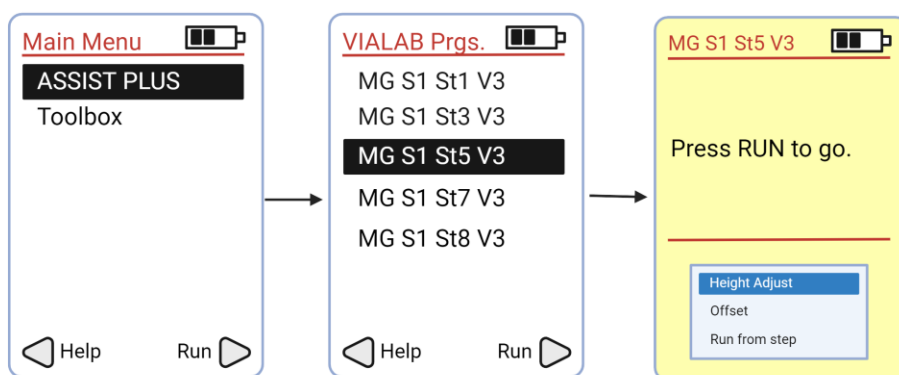 Main Menu
ASSIST PLUS
Toolbox
Help Run
VIALAB Prgs.
MG S1 St1 V3
MG S1 St3 V3
MG S1 St5 V3
MG S1 St7 V3
MG S1 St8 V3
Help Run
MG S1 St5 V3
Press RUN to go.
Height Adjust
Offset
Run from step